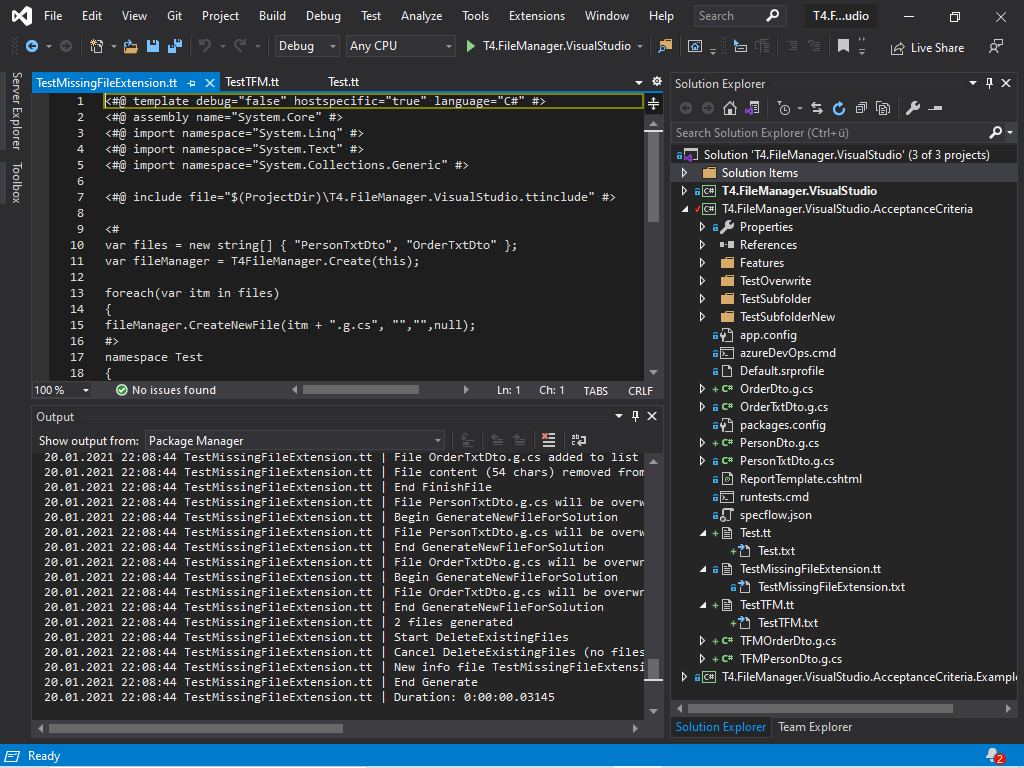 File Edit View Git Project Build Debug Test Analyze Tools Extensions Window Help Search T4.F...udio
Debug Any CPU T4.FileManager.VisualStudio Live Share
Server Explorer
Toolbox
TestMissingFileExtension.tt TestTFM.tt Test.tt
1 <#@ template debug="false" hostspecific="true" language="C#" #>
2 <#@ assembly name="System.Core" #>
3 <#@ import namespace="System.Linq" #>
4 <#@ import namespace="System.Text" #>
5 <#@ import namespace="System.Collections.Generic" #>
6
7 <#@ include file="$(ProjectDir)\T4.FileManager.VisualStudio.ttinclude" #>
8
9 <#
10 var files = new string[] { "PersonTxtDto", "OrderTxtDto" };
11 var fileManager = T4FileManager.Create(this);
12
13 foreach(var itm in files)
14 {
15 fileManager.CreateNewFile(itm + ".g.cs", "","",null);
16 #>
17 namespace Test
18 {
100 % No issues found Ln: 1 Ch: 1 TABS CRLF
Output
Show output from: Package Manager
20.01.2021 22:08:44 TestMissingFileExtension.tt | File OrderTxtDto.g.cs added to list
20.01.2021 22:08:44 TestMissingFileExtension.tt | File content (54 chars) removed from
20.01.2021 22:08:44 TestMissingFileExtension.tt | End FinishFile
20.01.2021 22:08:44 TestMissingFileExtension.tt | File PersonTxtDto.g.cs will be overw
20.01.2021 22:08:44 TestMissingFileExtension.tt | Begin GenerateNewFileForSolution
20.01.2021 22:08:44 TestMissingFileExtension.tt | File PersonTxtDto.g.cs will be overw
20.01.2021 22:08:44 TestMissingFileExtension.tt | End GenerateNewFileForSolution
20.01.2021 22:08:44 TestMissingFileExtension.tt | File OrderTxtDto.g.cs will be overwr
20.01.2021 22:08:44 TestMissingFileExtension.tt | Begin GenerateNewFileForSolution
20.01.2021 22:08:44 TestMissingFileExtension.tt | File OrderTxtDto.g.cs will be overwr
20.01.2021 22:08:44 TestMissingFileExtension.tt | End GenerateNewFileForSolution
20.01.2021 22:08:44 TestMissingFileExtension.tt | 2 files generated
20.01.2021 22:08:44 TestMissingFileExtension.tt | Start DeleteExistingFiles
20.01.2021 22:08:44 TestMissingFileExtension.tt | Cancel DeleteExistingFiles (no files
20.01.2021 22:08:44 TestMissingFileExtension.tt | New info file TestMissingFileExtensi
20.01.2021 22:08:44 TestMissingFileExtension.tt | End Generate
20.01.2021 22:08:44 TestMissingFileExtension.tt | Duration: 0:00:00.03145
Solution Explorer
Search Solution Explorer (Ctrl+ü)
Solution 'T4.FileManager.VisualStudio' (3 of 3 projects)
Solution Items
C# T4.FileManager.VisualStudio
C# T4.FileManager.VisualStudio.AcceptanceCriteria
Properties
References
Features
TestOverwrite
TestSubfolder
TestSubfolderNew
app.config
azureDevOps.cmd
Default.srprofile
C# OrderDto.g.cs
C# OrderTxtDto.g.cs
packages.config
C# PersonDto.g.cs
C# PersonTxtDto.g.cs
ReportTemplate.cshtml
runtests.cmd
specflow.json
Test.tt
Test.txt
TestMissingFileExtension.tt
TestMissingFileExtension.txt
TestTFM.tt
TestTFM.txt
C# TFMOrderDto.g.cs
C# TFMPersonDto.g.cs
C# T4.FileManager.VisualStudio.AcceptanceCriteria.Example
Solution Explorer Team Explorer
Ready 2